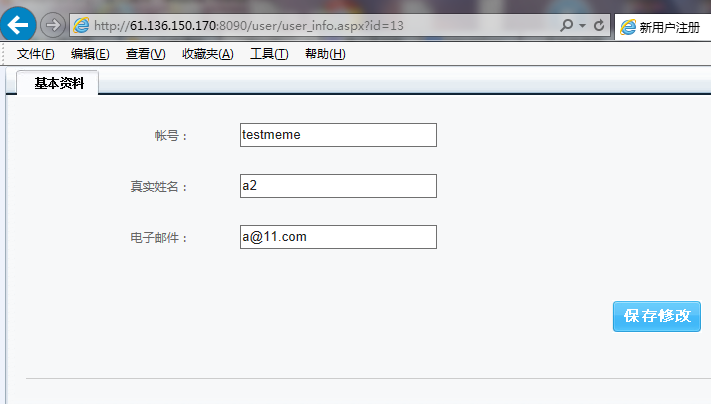 http://61.136.150.170:8090/user/user_info.aspx?id=13
新用户注册
文件(F) 编辑(E) 查看(V) 收藏夹(A) 工具(T) 帮助(H)
基本资料
帐号： testmeme
真实姓名： a2
电子邮件： a@11.com
保存修改